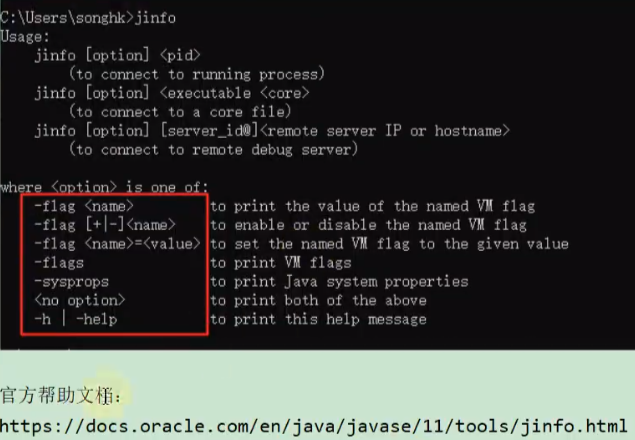 C:\Users\songhk>jinfo
Usage:
    jinfo [option] <pid>
        (to connect to running process)
    jinfo [option] <executable <core>
        (to connect to a core file)
    jinfo [option] [server_id@]<remote server IP or hostname>
        (to connect to remote debug server)

where <option> is one of:
    -flag <name>         to print the value of the named VM flag
    -flag [+|-]<name>    to enable or disable the named VM flag
    -flag <name>=<value> to set the named VM flag to the given value
    -flags               to print VM flags
    -sysprops            to print Java system properties
    <no option>          to print both of the above
    -h | -help           to print this help message
官方帮助文档：
https://docs.oracle.com/en/java/javase/11/tools/jinfo.html